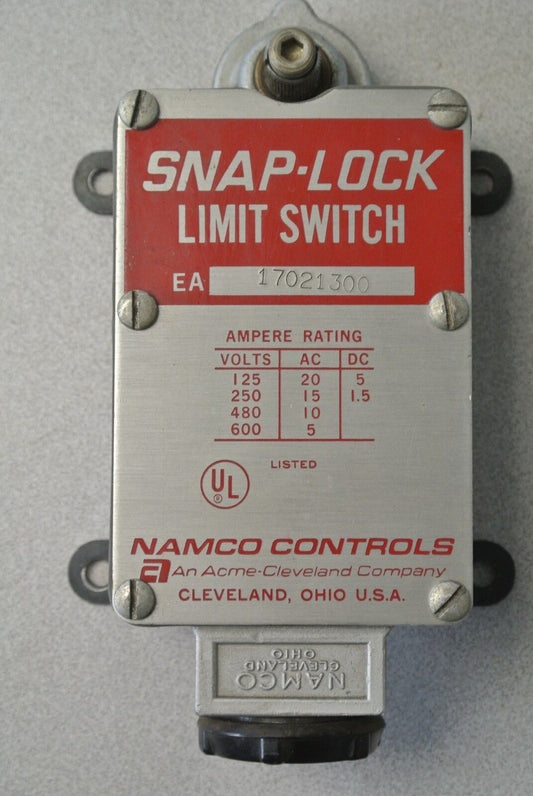 SNAP-LOCK
LIMIT SWITCH
EA 17021300
AMPERE RATING
VOLTS AC DC
125 20 5
250 15 1.5
480 10
600 5
UL LISTED
®
NAMCO CONTROLS
a An Acme-Cleveland Company
CLEVELAND, OHIO U.S.A.
NAMCO
CLEVELAND
OHIO